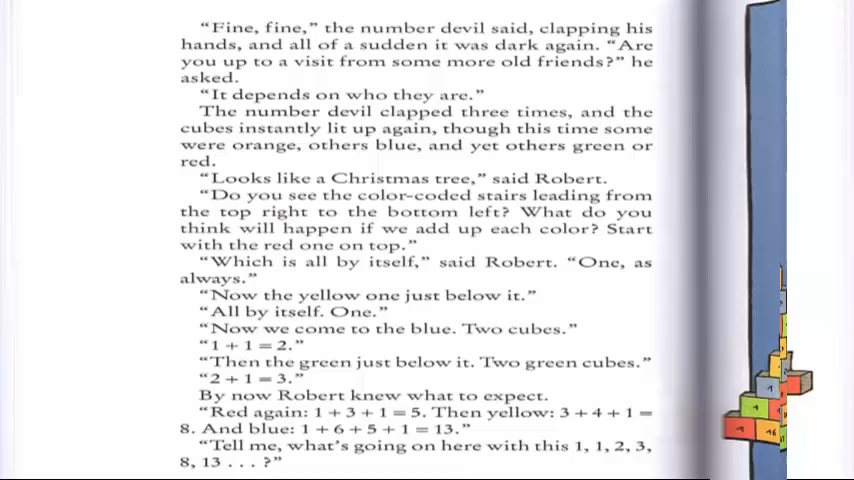 “Fine, fine,” the number devil said, clapping his
hands, and all of a sudden it was dark again. “Are
you up to a visit from some more old friends?” he
asked.
“It depends on who they are.”
The number devil clapped three times, and the
cubes instantly lit up again, though this time some
were orange, others blue, and yet others green or
red.
“Looks like a Christmas tree,” said Robert.
“Do you see the color-coded stairs leading from
the top right to the bottom left? What do you
think will happen if we add up each color? Start
with the red one on top.”
“Which is all by itself,” said Robert. “One, as
always.”
“Now the yellow one just below it.”
“All by itself. One.”
“Now we come to the blue. Two cubes.”
“1 + 1 = 2.”
“Then the green just below it. Two green cubes.”
“2 + 1 = 3.”
By now Robert knew what to expect.
“Red again: 1 + 3 + 1 = 5. Then yellow: 3 + 4 + 1 =
8. And blue: 1 + 6 + 5 + 1 = 13.”
“Tell me, what’s going on here with this 1, 1, 2, 3,
8, 13 . . . ?”
1
1
1 16